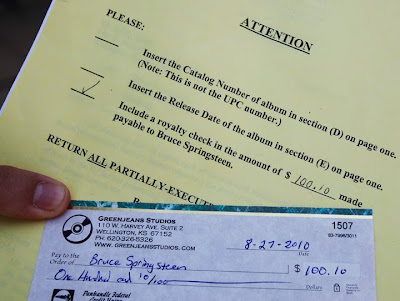 ATTENTION
PLEASE:
Insert the Catalog Number of album in section (D) on page one.
(Note: This is not the UPC number.)
Insert the Release Date of the album in section (E) on page one.
Include a royalty check in the amount of $ 100.10 made
payable to Bruce Springsteen.
RETURN ALL PARTIALLY-EXECUTE
GREENJEANS STUDIOS
110 W. HARVEY AVE. SUITE 2
WELLINGTON, KS 67152
PH: 620-326-5326
WWW.GREENJEANSSTUDIOS.COM
1507
8-27-2010
Date
Pay to the
Order of Bruce Springsteen $ 100.10
One Hundred and 10/100
Dollars
Panhandle Federal
Credit Union